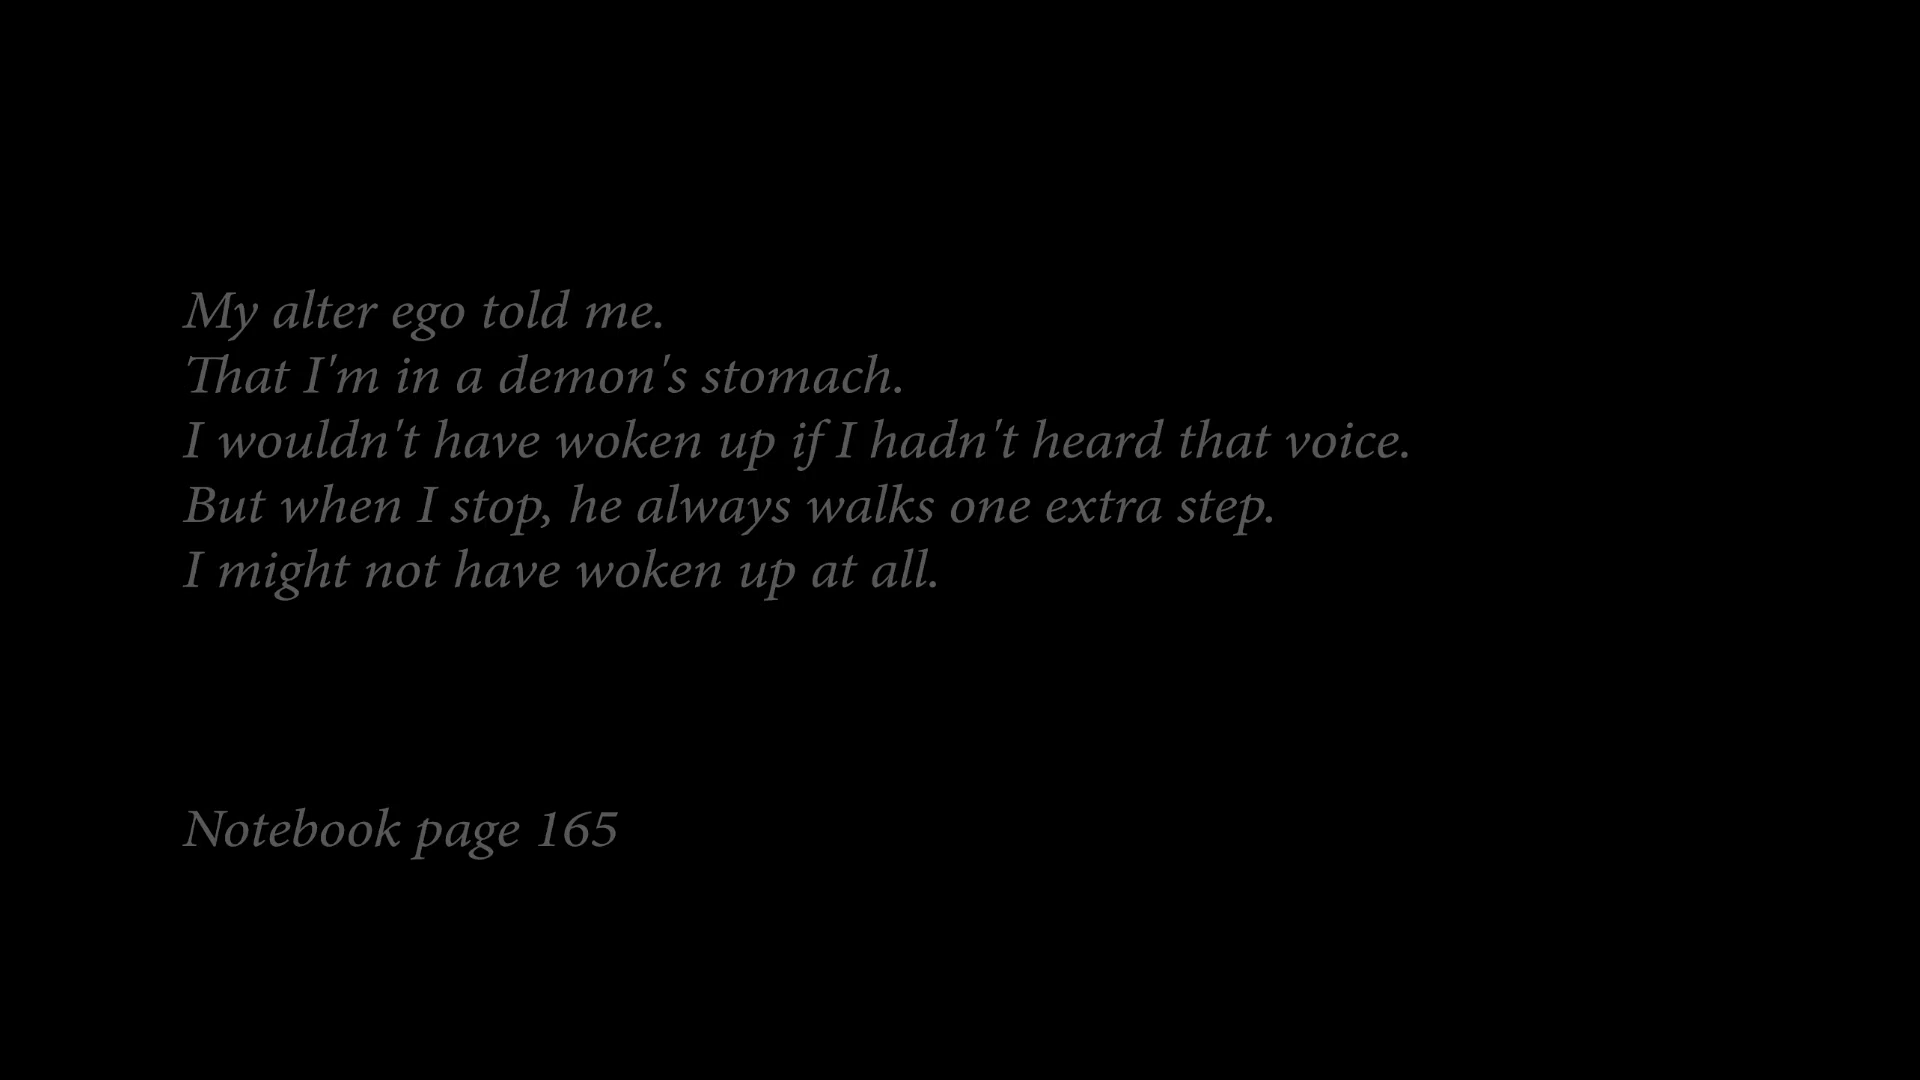 My alter ego told me.
That I'm in a demon's stomach.
I wouldn't have woken up if I hadn't heard that voice.
But when I stop, he always walks one extra step.
I might not have woken up at all.
Notebook page 165